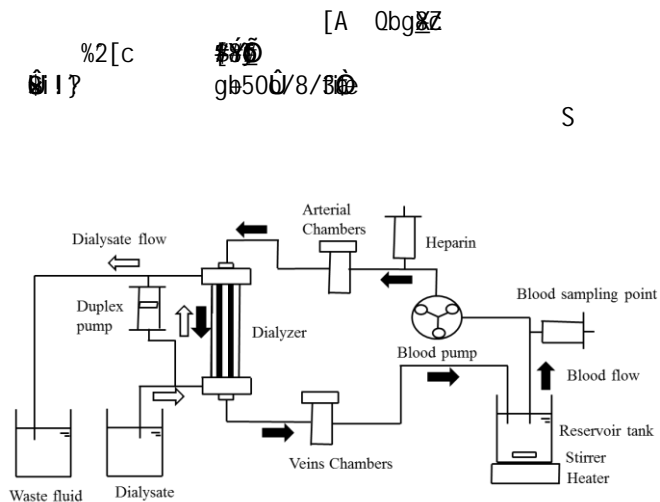 Arterial
Chambers
Heparin
Dialysate flow
Duplex
pump
Dialyzer
Blood sampling point
Blood pump
Blood flow
Reservoir tank
Stirrer
Heater
Veins Chambers
Waste fluid
Dialysate
S